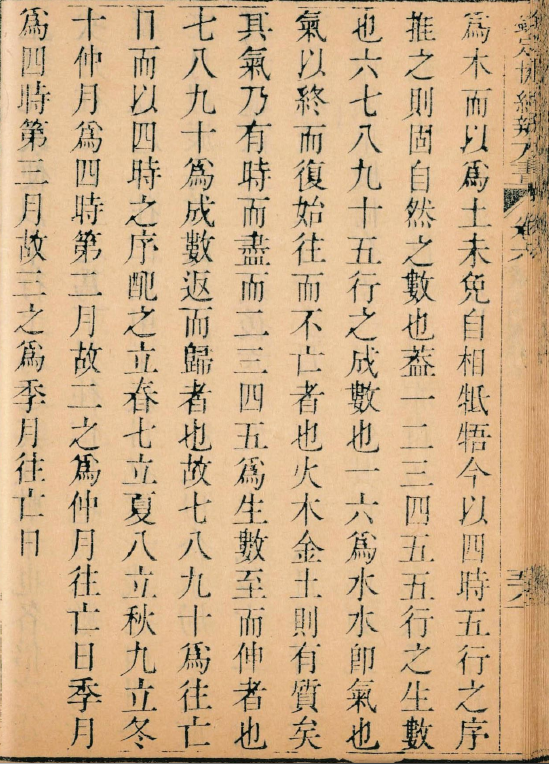 欽定協紀辨方書 卷六
為木而以為土未免自相牴牾今以四時五行之序
推之則固自然之數也葢一二三四五五行之生數
也六七八九十五行之成數也一六為水水即氣也
氣以終而復始往而不亡者也火木金土則有質矣
其氣乃有時而盡而二三四五為生數至而伸者也
七八九十為成數返而歸者也故七八九十為往亡
日而以四時之序配之立春七立夏八立秋九立冬
十仲月為四時第二月故二之為仲月往亡日季月
為四時第三月故三之為季月往亡日